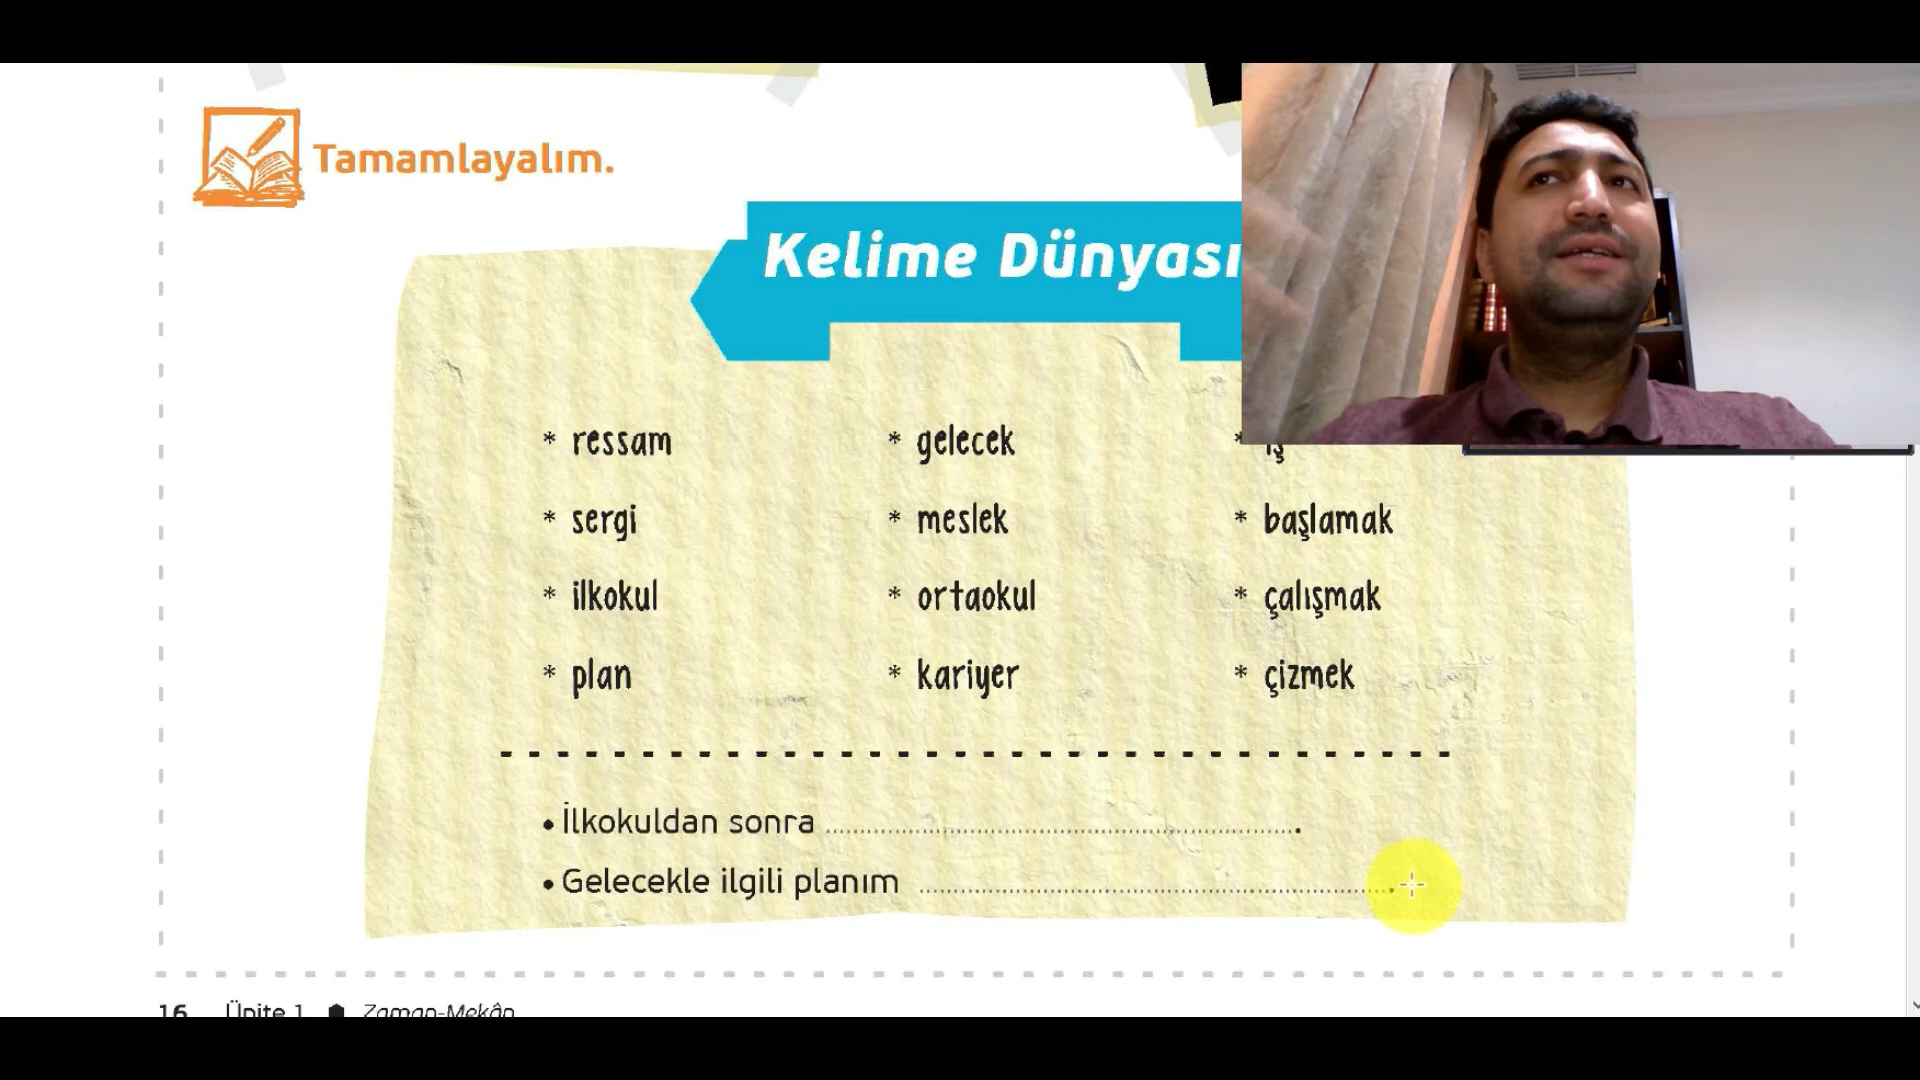 Tamamlayalım.
Kelime Dünyası
* ressam * gelecek * iş
* sergi * meslek * başlamak
* ilkokul * ortaokul * çalışmak
* plan * kariyer * çizmek
• İlkokuldan sonra ........................................................................
• Gelecekle ilgili planım ........................................................................
16 Ünite 1 Zaman-Mekân